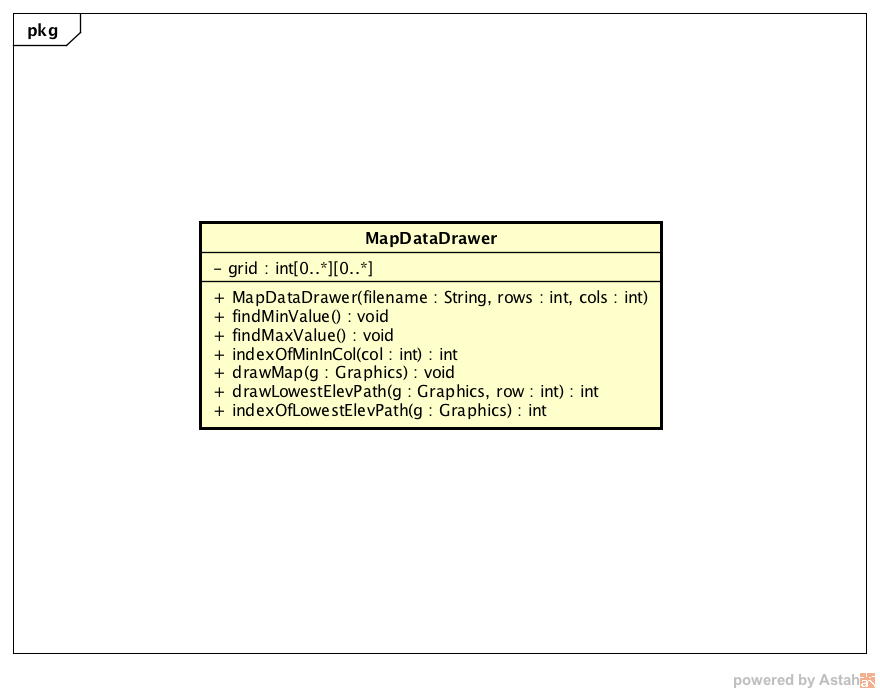 pkg
MapDataDrawer
- grid : int[0..*][0..*]
+ MapDataDrawer(filename : String, rows : int, cols : int)
+ findMinValue() : void
+ findMaxValue() : void
+ indexOfMinInCol(col : int) : int
+ drawMap(g : Graphics) : void
+ drawLowestElevPath(g : Graphics, row : int) : int
+ indexOfLowestElevPath(g : Graphics) : int
powered by Astah